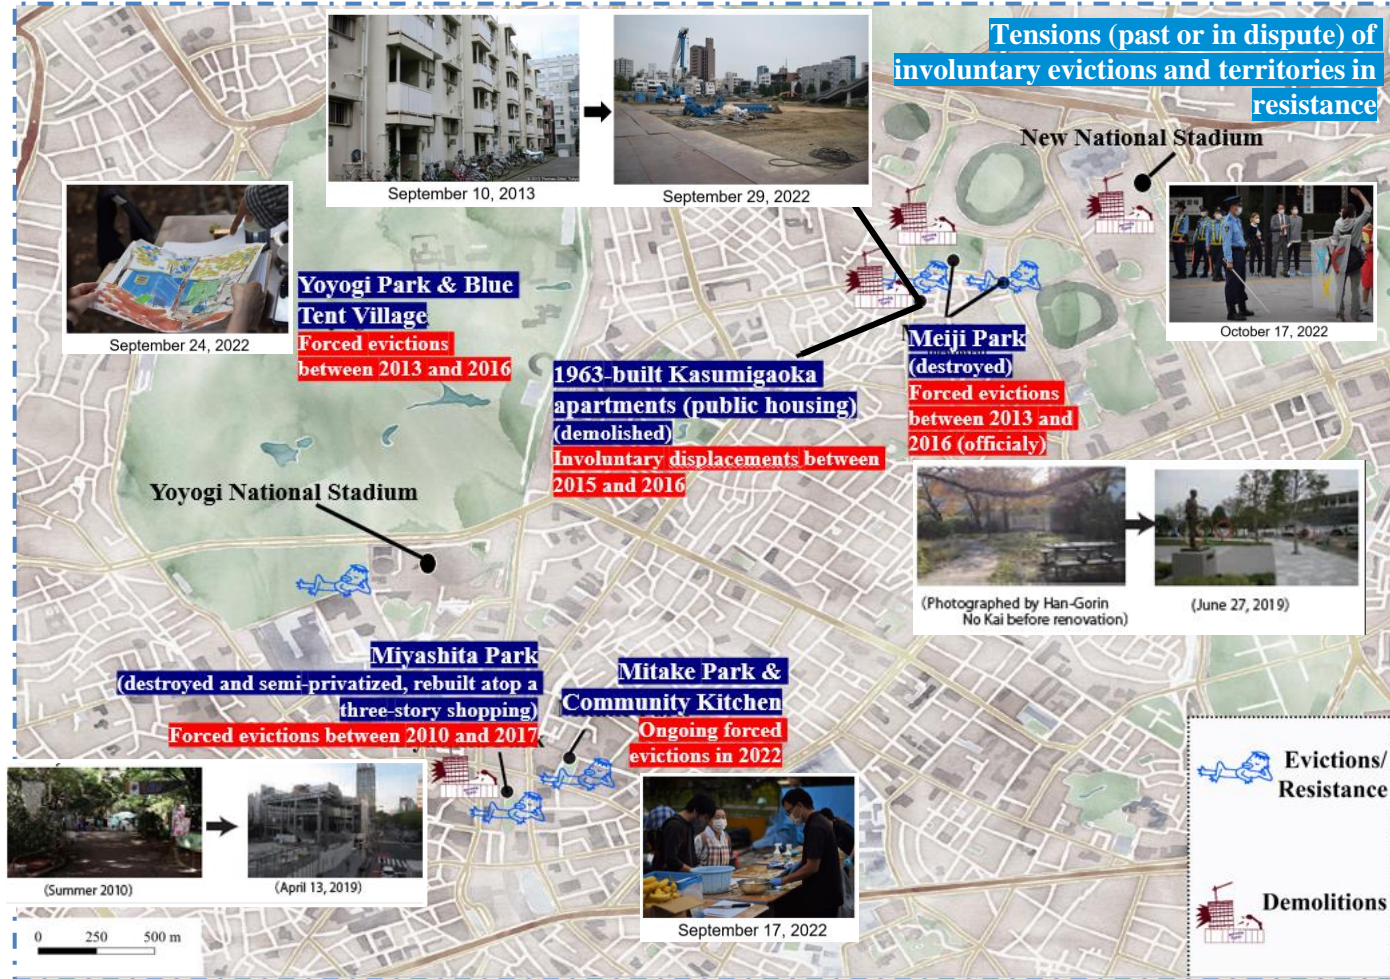 Tensions (past or in dispute) of
involuntary evictions and territories in
resistance
New National Stadium
September 10, 2013
September 29, 2022
September 24, 2022
October 17, 2022
Yoyogi Park & Blue
Tent Village
Forced evictions
between 2013 and 2016
1963-built Kasumigaoka
apartments (public housing)
(demolished)
Involuntary displacements between
2015 and 2016
Meiji Park
(destroyed)
Forced evictions
between 2013 and
2016 (officialy)
(Photographed by Han-Gorin
No Kai before renovation)
(June 27, 2019)
Yoyogi National Stadium
Miyashita Park
(destroyed and semi-privatized, rebuilt atop a
three-story shopping)
Forced evictions between 2010 and 2017
Mitake Park &
Community Kitchen
Ongoing forced
evictions in 2022
(Summer 2010)
(April 13, 2019)
September 17, 2022
0 250 500 m
Evictions/
Resistance
Demolitions